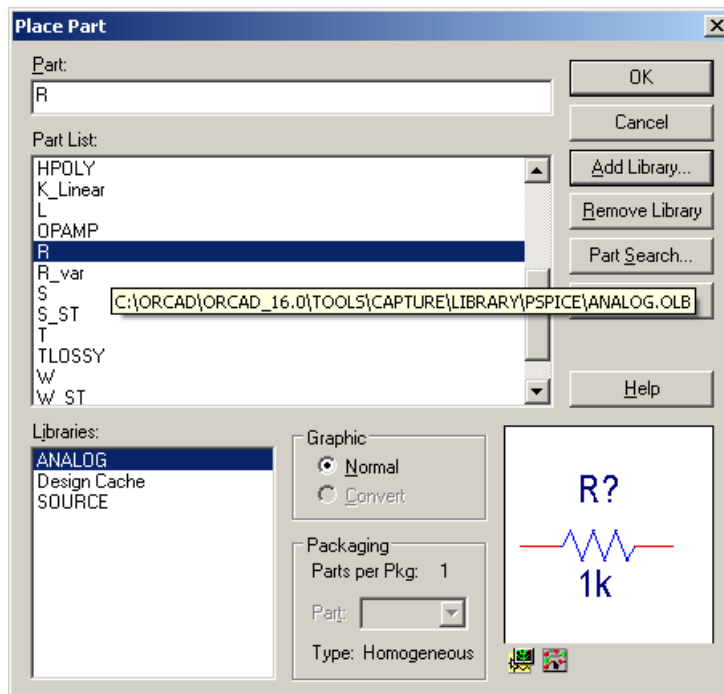 Place Part
Part:
R
OK
Cancel
Part List:
HPOLY
K_Linear
L
OPAMP
R
R_var
S
S_ST
T
TLOSSY
W
W_ST
C:\ORCAD\ORCAD_16.0\TOOLS\CAPTURE\LIBRARY\PSPICE\ANALOG.OLB
Add Library...
Remove Library
Part Search...
Help
Libraries:
ANALOG
Design Cache
SOURCE
Graphic
Normal
Convert
Packaging
Parts per Pkg: 1
Part:
Type: Homogeneous
R?
1k